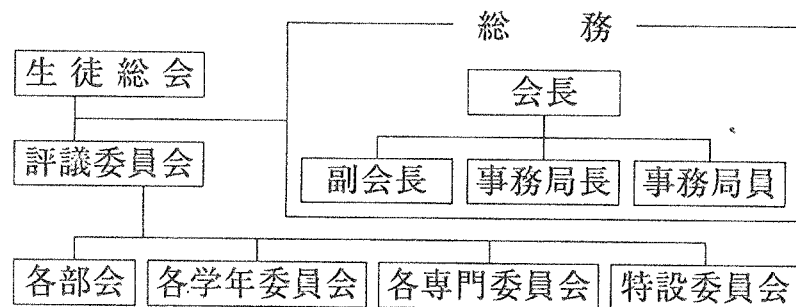 総務
生徒総会
会長
評議委員会
副会長 事務局長 事務局員
各部会 各学年委員会 各専門委員会 特設委員会